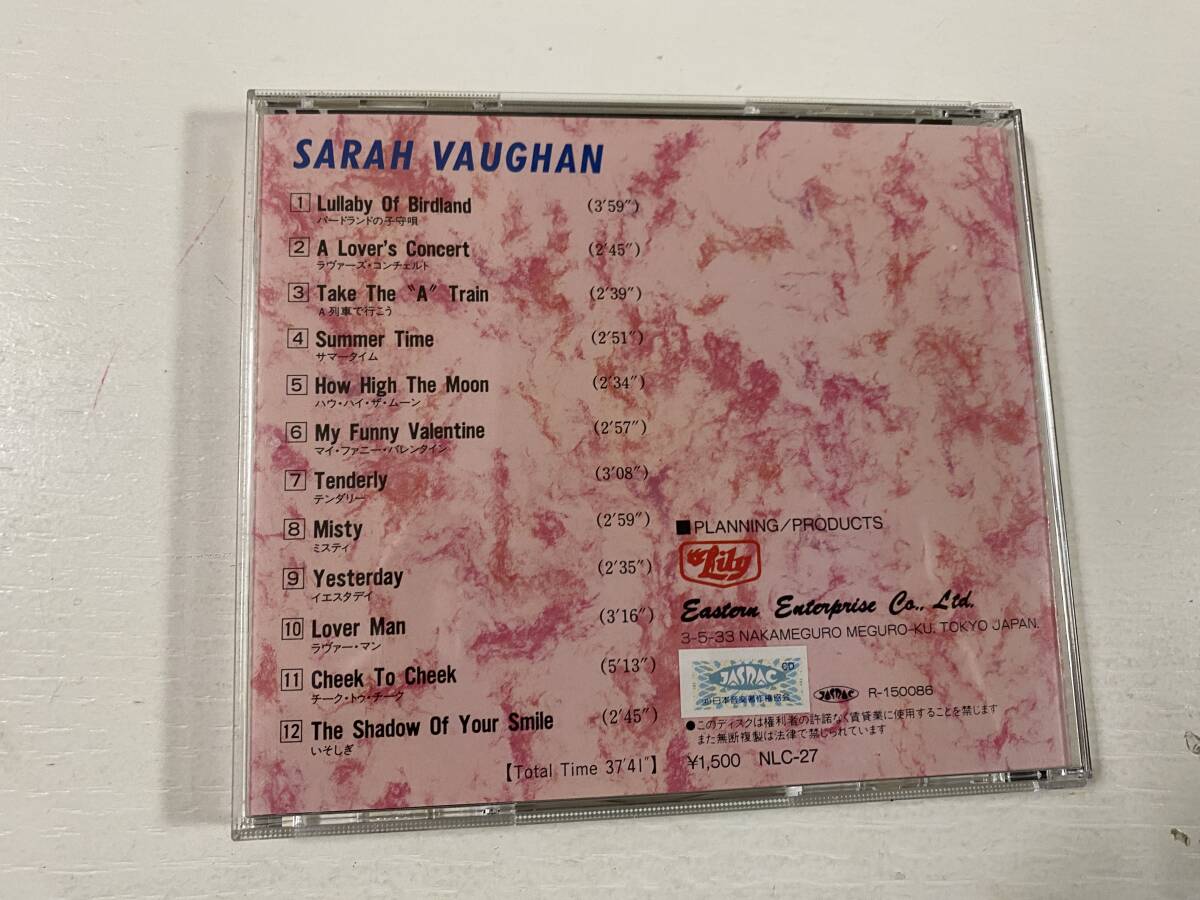 SARAH VAUGHAN
1 Lullaby Of Birdland (3'59")
バードランドの子守唄
2 A Lover's Concert (2'45")
ラヴァーズ・コンチェルト
3 Take The "A" Train (2'39")
A列車で行こう
4 Summer Time (2'51")
サマータイム
5 How High The Moon (2'34")
ハウ・ハイ・ザ・ムーン
6 My Funny Valentine (2'57")
マイ・ファニー・バレンタイン
7 Tenderly (3'08")
テンダリー
8 Misty (2'59")
ミスティ
9 Yesterday (2'35")
イエスタデイ
10 Lover Man (3'16")
ラヴァー・マン
11 Cheek To Cheek (5'13")
チーク・トゥ・チーク
12 The Shadow Of Your Smile (2'45")
いそしぎ
【Total Time 37'41"】
■PLANNING/PRODUCTS
Lily
Eastern Enterprise Co., Ltd.
3-5-33 NAKAMEGURO MEGURO-KU, TOKYO JAPAN.
CD
JASRAC
日本音楽著作権協会
JASRAC R-150086
●このディスクは権利者の許諾なく賃貸業に使用することを禁じます
また無断複製は法律で禁じられています
¥1,500 NLC-27